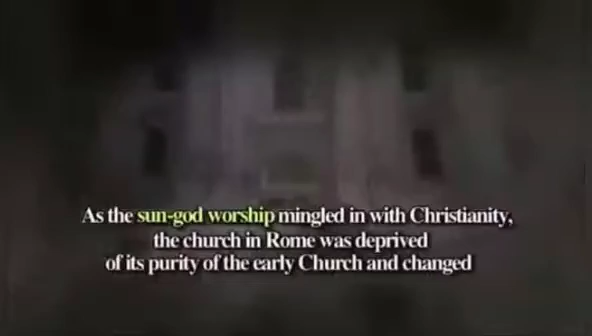 As the sun-god worship mingled in with Christianity,
the church in Rome was deprived
of its purity of the early Church and changed